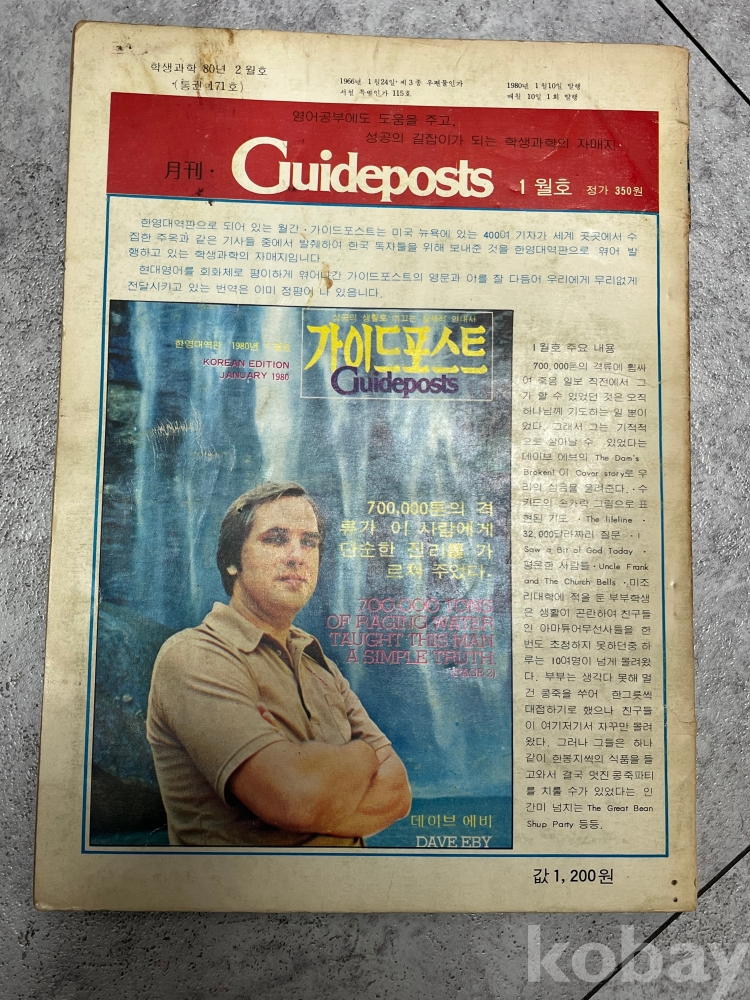 학생과학 80년 2월호
(통권 171호)
1966년 1월24일·제3종 우편물인가
서철 특별인가 115호
1980년 1월10일 발행
매월 10일 1회 발행
영어공부에도 도움을 주고,
성공의 길잡이가 되는 학생과학의 자매지·
月刊· Guideposts 1월호 정가 350원
한영대역판으로 되어 있는 월간·가이드포스트는 미국 뉴욕에 있는 400여 기자가 세계 곳곳에서 수
집한 주옥과 같은 기사들 중에서 발췌하여 한국 독자들을 위해 보내준 것을 한영대역판으로 엮어 발
행하고 있는 학생과학의 자매지입니다.
현대영어를 회화체로 평이하게 엮어나간 가이드포스트의 영문과 이를 잘 다듬어 우리에게 무리없게
전달시키고 있는 번역은 이미 정평이 나 있읍니다.
한영대역판 1980년
KOREAN EDITION
JANUARY 1980
가이드포스트
Guideposts
700,000톤의 격
류가 이 사람에게
단순한 진리를 가
르쳐 주었다.
700,000 TONS
OF RAGING WATER
TAUGHT THIS MAN
A SIMPLE TRUTH
데이브 에비
DAVE EBY
1월호 주요 내용
700,000톤의 격류에 휩싸
여 죽음 일보 직전에서 그
가 할 수 있었던 것은 오직
하나님께 기도하는 일 뿐이
었다. 그래서 그는 기적적
으로 살아날 수 있었다는
데이브 에브의 The Dam's
Broken! 이 Cover story로 우
리의 심금을 울려준다. · 수
키드의 손가락 그림으로 표
현된 기도 · The lifeline ·
32,000달라짜리 질문 · I
Saw a Bit of God Today ·
평온한 사람들 · Uncle Frank
and The Church Bells · 미조
리대학에 적을 둔 부부학생
은 생활이 곤란하여 친구들
인 아마튜어무선사들을 한
번도 초청하지 못하던중 하
루는 10여명이 넘게 몰려왔
다. 부부는 생각다 못해 멀
건 콩죽을 쑤어 한그릇씩
대접하기로 했으나 친구들
이 여기저기서 자꾸만 몰려
왔다. 그러나 그들은 하나
같이 한봉지씩의 식품을 들
고와서 결국 멋진 콩죽파티
를 치룰 수가 있었다는 인
간미 넘치는 The Great Bean
Shup Party 등등.
값 1,200원
kobay